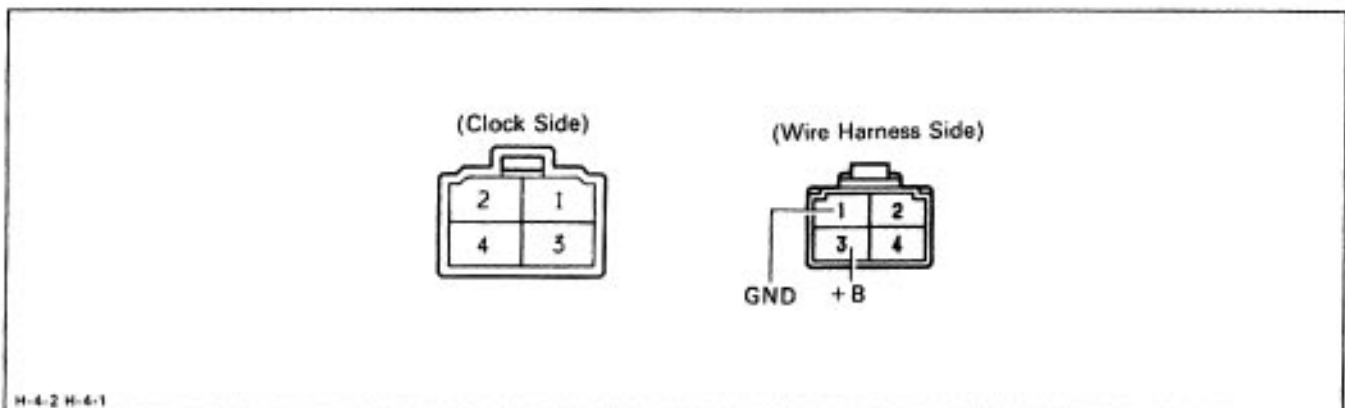 (Clock Side)
2 1
4 3
(Wire Harness Side)
1 2
3 4
GND +B
H-4-2 H-4-1